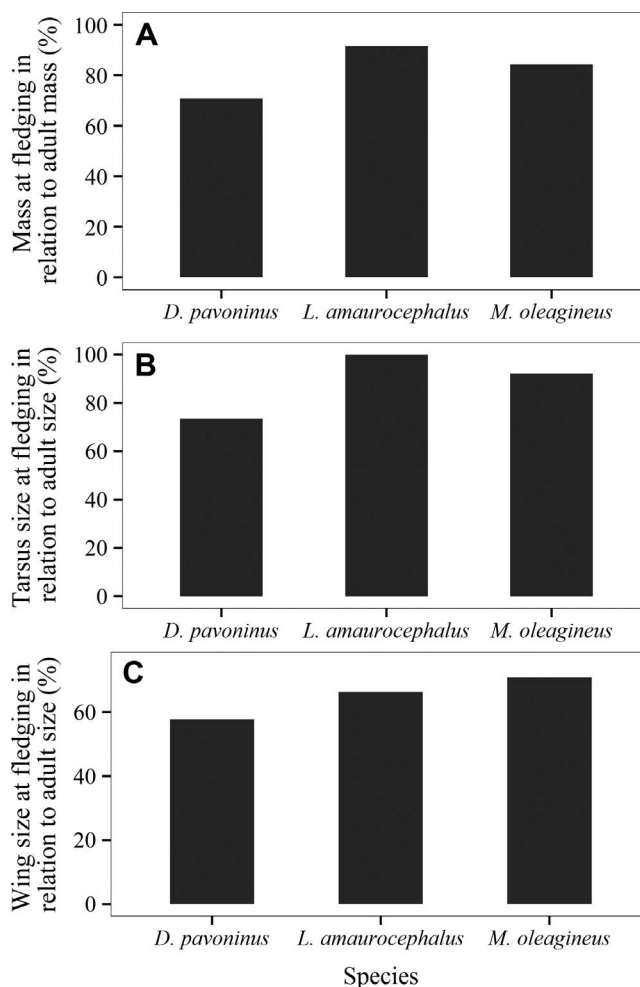 A
Mass at fledging in
relation to adult mass (%)
100
80
60
40
20
0
D. pavoninus L. amaurocephalus M. oleagineus
B
Tarsus size at fledging in
relation to adult size (%)
100
80
60
40
20
0
D. pavoninus L. amaurocephalus M. oleagineus
C
Wing size at fledging in
relation to adult size (%)
60
40
20
0
D. pavoninus L. amaurocephalus M. oleagineus
Species